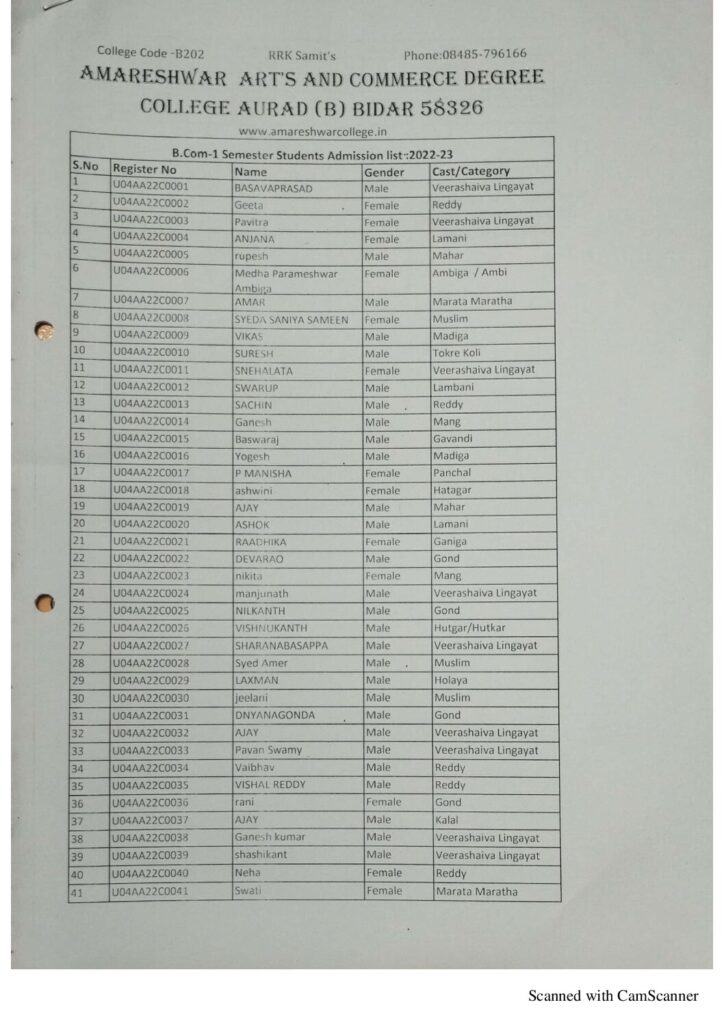 College Code -B202 RRK Samit's Phone:08485-796166
AMARESHWAR ART'S AND COMMERCE DEGREE
COLLEGE AURAD (B) BIDAR 58326
www.amareshwarcollege.in
B.Com-1 Semester Students Admission list:-2022-23
S.No Register No Name Gender Cast/Category
1 U04AA22C0001 BASAVAPRASAD Male Veerashaiva Lingayat
2 U04AA22C0002 Geeta Female Reddy
3 U04AA22C0003 Pavitra Female Veerashaiva Lingayat
4 U04AA22C0004 ANJANA Female Lamani
5 U04AA22C0005 rupesh Male Mahar
6 U04AA22C0006 Medha Parameshwar Female Ambiga / Ambi
Ambiga
7 U04AA22C0007 AMAR Male Marata Maratha
8 U04AA22C0008 SYEDA SANIYA SAMEEN Female Muslim
9 U04AA22C0009 VIKAS Male Madiga
10 U04AA22C0010 SURESH Male Tokre Koli
11 U04AA22C0011 SNEHALATA Female Veerashaiva Lingayat
12 U04AA22C0012 SWARUP Male Lambani
13 U04AA22C0013 SACHIN Male Reddy
14 U04AA22C0014 Ganesh Male Mang
15 U04AA22C0015 Baswaraj Male Gavandi
16 U04AA22C0016 Yogesh Male Madiga
17 U04AA22C0017 P MANISHA Female Panchal
18 U04AA22C0018 ashwini Female Hatagar
19 U04AA22C0019 AJAY Male Mahar
20 U04AA22C0020 ASHOK Male Lamani
21 U04AA22C0021 RAADHIKA Female Ganiga
22 U04AA22C0022 DEVARAO Male Gond
23 U04AA22C0023 nikita Female Mang
24 U04AA22C0024 manjunath Male Veerashaiva Lingayat
25 U04AA22C0025 NILKANTH Male Gond
26 U04AA22C0026 VISHNUKANTH Male Hutgar/Hutkar
27 U04AA22C0027 SHARANABASAPPA Male Veerashaiva Lingayat
28 U04AA22C0028 Syed Amer Male Muslim
29 U04AA22C0029 LAXMAN Male Holaya
30 U04AA22C0030 jeelani Male Muslim
31 U04AA22C0031 DNYANAGONDA Male Gond
32 U04AA22C0032 AJAY Male Veerashaiva Lingayat
33 U04AA22C0033 Pavan Swamy Male Veerashaiva Lingayat
34 U04AA22C0034 Vaibhav Male Reddy
35 U04AA22C0035 VISHAL REDDY Male Reddy
36 U04AA22C0036 rani Female Gond
37 U04AA22C0037 AJAY Male Kalal
38 U04AA22C0038 Ganesh kumar Male Veerashaiva Lingayat
39 U04AA22C0039 shashikant Male Veerashaiva Lingayat
40 U04AA22C0040 Neha Female Reddy
41 U04AA22C0041 Swati Female Marata Maratha
Scanned with CamScanner